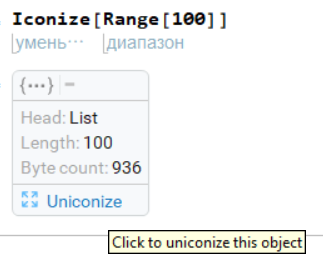 Iconize[Range[100]]
умень··· диапазон
{···} –
Head: List
Length: 100
Byte count: 936
Uniconize
Click to uniconize this object